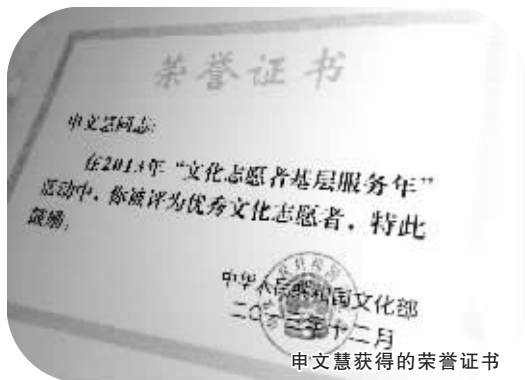 荣誉证书
申文慧同志:
在2013年“文化志愿者基层服务年”
活动中,你被评为优秀文化志愿者,特此
鼓励。
中华人民共和国文化部
二〇一三年十二月
申文慧获得的荣誉证书